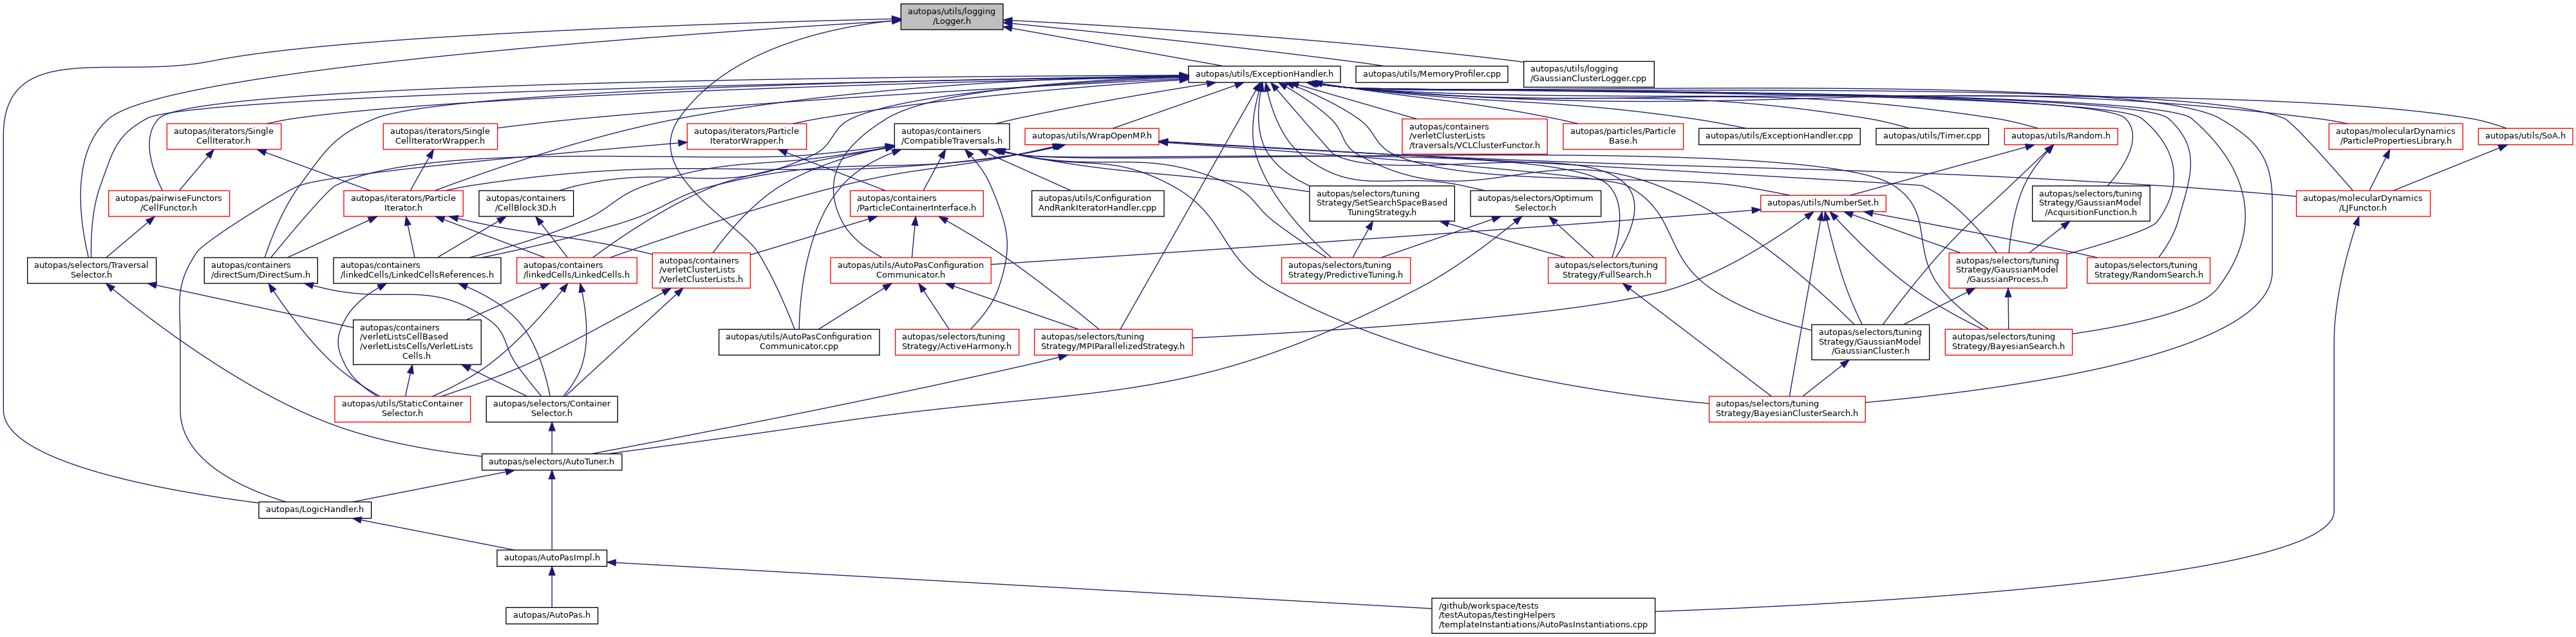 autopas/utils/logging
/Logger.h
autopas/utils/ExceptionHandler.h
autopas/utils/MemoryProfiler.cpp
autopas/utils/logging
/GaussianClusterLogger.cpp
autopas/iterators/Single
CellIterator.h
autopas/iterators/Single
CellIteratorWrapper.h
autopas/iterators/Particle
IteratorWrapper.h
autopas/containers
/CompatibleTraversals.h
autopas/utils/WrapOpenMP.h
autopas/containers
/verletClusterLists
/traversals/VCLClusterFunctor.h
autopas/particles/Particle
Base.h
autopas/utils/ExceptionHandler.cpp
autopas/utils/Timer.cpp
autopas/utils/Random.h
autopas/molecularDynamics
/ParticlePropertiesLibrary.h
autopas/utils/SoA.h
autopas/pairwiseFunctors
/CellFunctor.h
autopas/iterators/Particle
Iterator.h
autopas/containers
/CellBlock3D.h
autopas/containers
/ParticleContainerInterface.h
autopas/utils/Configuration
AndRankIteratorHandler.cpp
autopas/selectors/tuning
Strategy/SetSearchSpaceBased
TuningStrategy.h
autopas/selectors/Optimum
Selector.h
autopas/utils/NumberSet.h
autopas/selectors/tuning
Strategy/GaussianModel
/AcquisitionFunction.h
autopas/molecularDynamics
/LJFunctor.h
autopas/selectors/Traversal
Selector.h
autopas/containers
/directSum/DirectSum.h
autopas/containers
/linkedCells/LinkedCellsReferences.h
autopas/containers
/linkedCells/LinkedCells.h
autopas/containers
/verletClusterLists
/VerletClusterLists.h
autopas/utils/AutoPasConfiguration
Communicator.h
autopas/selectors/tuning
Strategy/PredictiveTuning.h
autopas/selectors/tuning
Strategy/FullSearch.h
autopas/selectors/tuning
Strategy/GaussianModel
/GaussianProcess.h
autopas/selectors/tuning
Strategy/RandomSearch.h
autopas/containers
/verletListsCellBased
/verletListsCells/VerletLists
Cells.h
autopas/utils/AutoPasConfiguration
Communicator.cpp
autopas/selectors/tuning
Strategy/ActiveHarmony.h
autopas/selectors/tuning
Strategy/MPIParallelizedStrategy.h
autopas/selectors/tuning
Strategy/GaussianModel
/GaussianCluster.h
autopas/selectors/tuning
Strategy/BayesianSearch.h
autopas/utils/StaticContainer
Selector.h
autopas/selectors/Container
Selector.h
autopas/selectors/tuning
Strategy/BayesianClusterSearch.h
autopas/selectors/AutoTuner.h
autopas/LogicHandler.h
autopas/AutoPasImpl.h
autopas/AutoPas.h
/github/workspace/tests
/testAutopas/testingHelpers
/templateInstantiations/AutoPasInstantiations.cpp